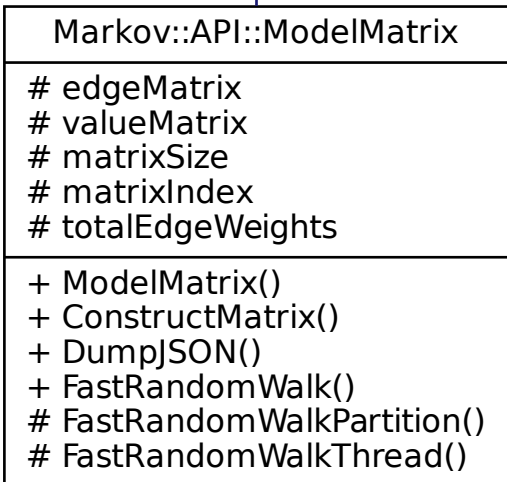 Markov::API::ModelMatrix
# edgeMatrix
# valueMatrix
# matrixSize
# matrixIndex
# totalEdgeWeights
+ ModelMatrix()
+ ConstructMatrix()
+ DumpJSON()
+ FastRandomWalk()
# FastRandomWalkPartition()
# FastRandomWalkThread()